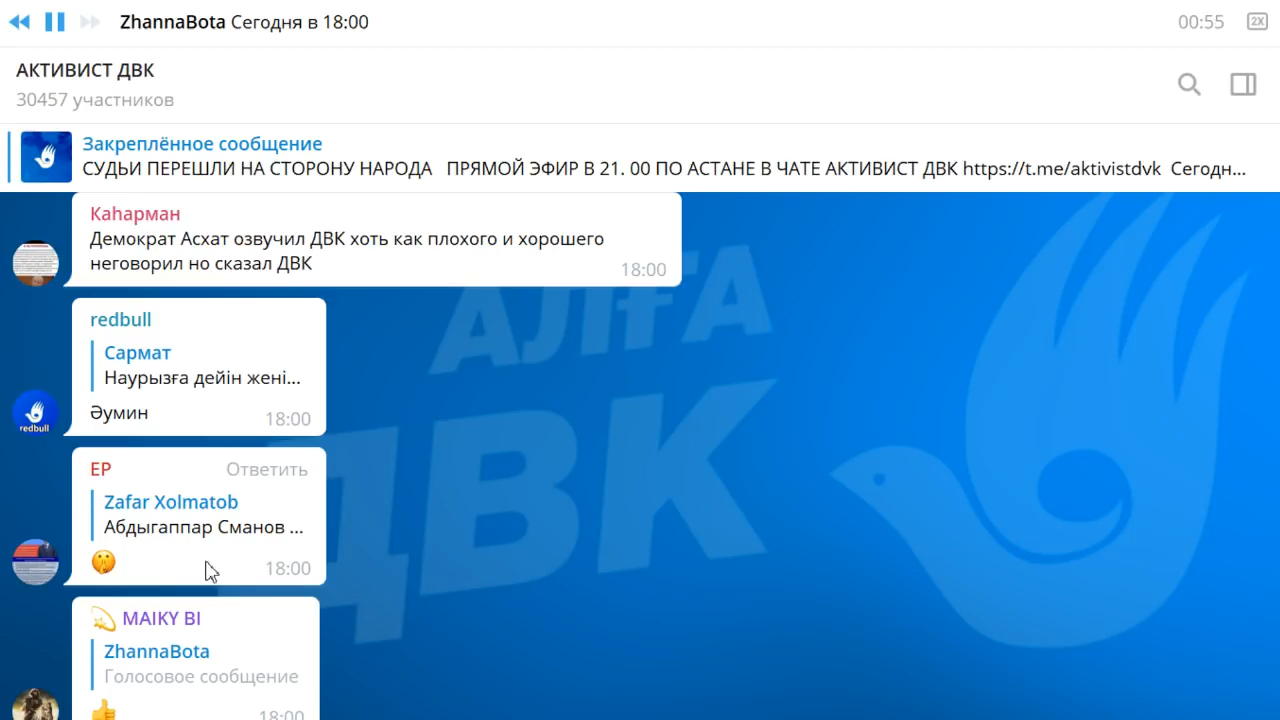 ZhannaBota Сегодня в 18:00
00:55
2X
АКТИВИСТ ДВК
30457 участников
Закреплённое сообщение
СУДЬИ ПЕРЕШЛИ НА СТОРОНУ НАРОДА ПРЯМОЙ ЭФИР В 21. 00 ПО АСТАНЕ В ЧАТЕ АКТИВИСТ ДВК https://t.me/aktivistdvk Сегодн...
Каһарман
Демократ Асхат озвучил ДВК хоть как плохого и хорошего
неговорил но сказал ДВК
18:00
redbull
Сармат
Наурызға дейін жені...
Әумин
18:00
redbull
ЕР
Ответить
Zafar Xolmatob
Абдыгаппар Сманов ...
18:00
MAIKY BI
ZhannaBota
Голосовое сообщение
18:00
АЛҒА
ДВК